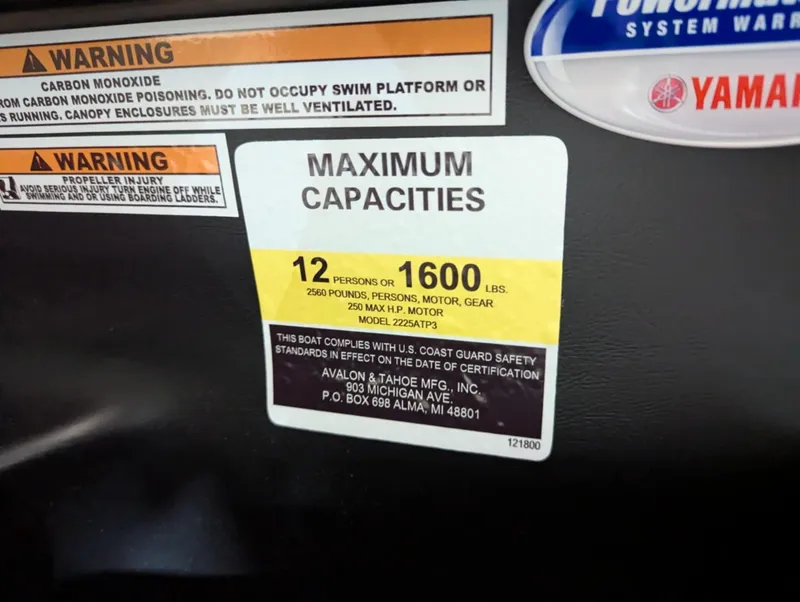 WARNING
CARBON MONOXIDE
ROM CARBON MONOXIDE POISONING. DO NOT OCCUPY SWIM PLATFORM OR
S RUNNING. CANOPY ENCLOSURES MUST BE WELL VENTILATED.
SYSTEM WARR
YAMA
WARNING
PROPELLER INJURY
AVOID SERIOUS INJURY TURN ENGINE OFF WHILE
SWIMMING AND OR USING BOARDING LADDERS.
MAXIMUM
CAPACITIES
12 PERSONS OR 1600 LBS.
2560 POUNDS, PERSONS, MOTOR, GEAR
250 MAX H.P. MOTOR
MODEL 2225ATP3
THIS BOAT COMPLIES WITH U.S. COAST GUARD SAFETY
STANDARDS IN EFFECT ON THE DATE OF CERTIFICATION
AVALON & TAHOE MFG., INC.
903 MICHIGAN AVE.
P.O. BOX 698 ALMA, MI 48801
121800